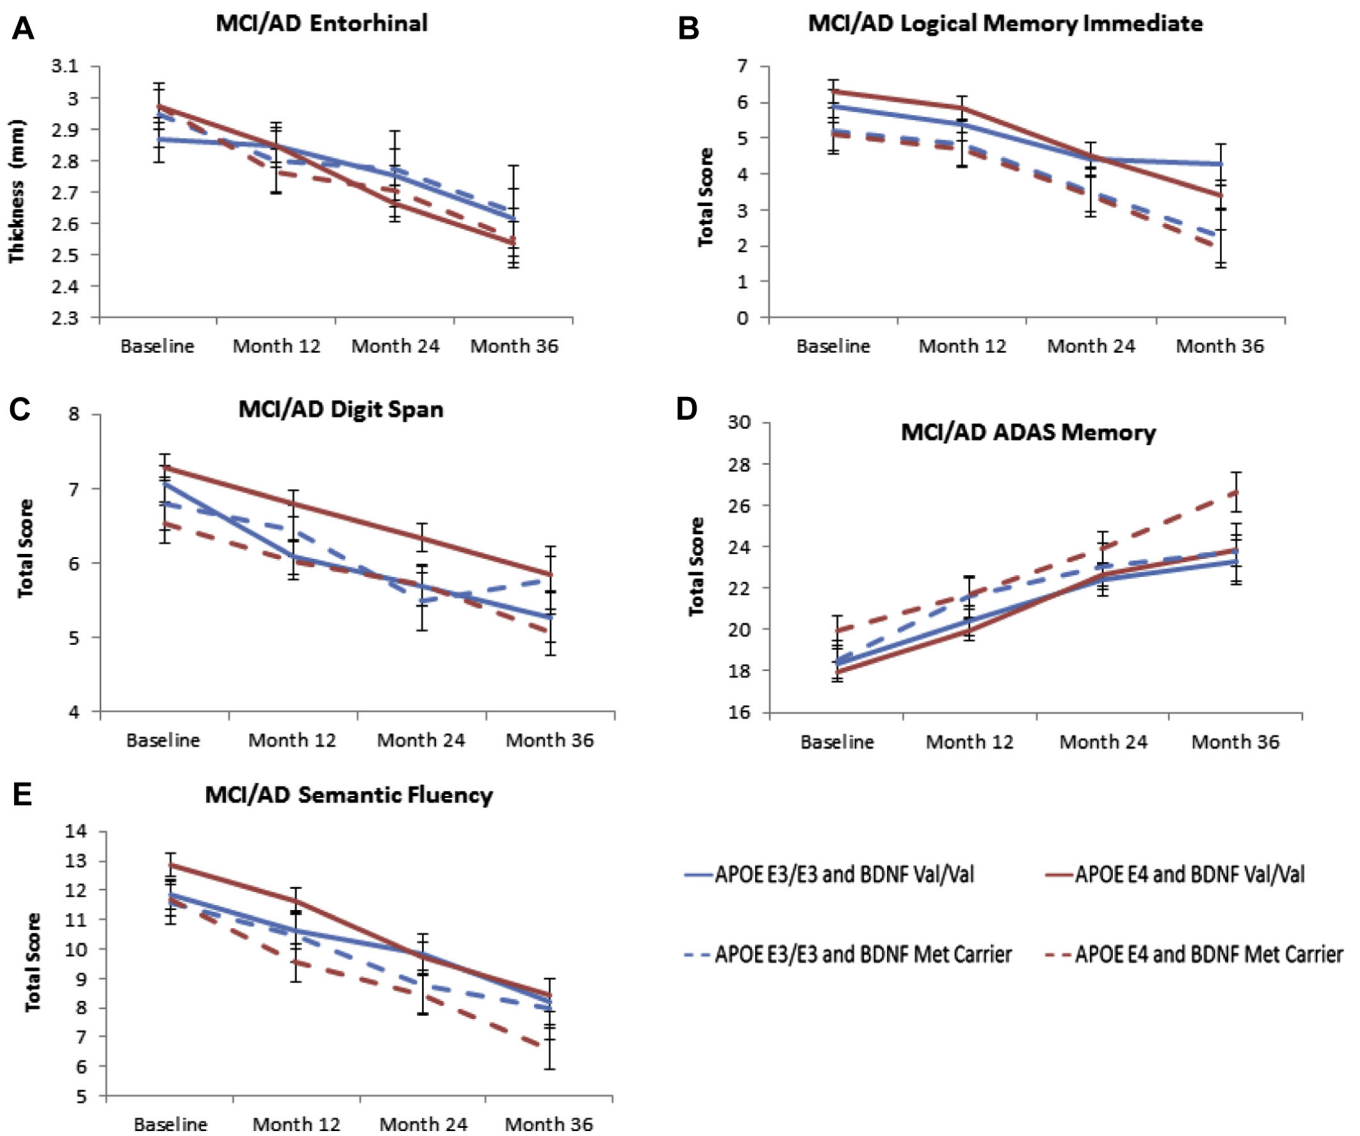 A
MCI/AD Entorhinal
Thickness (mm)
3.1
3
2.9
2.8
2.7
2.6
2.5
2.4
2.3
Baseline Month 12 Month 24 Month 36
B
MCI/AD Logical Memory Immediate
Total Score
7
6
5
4
3
2
1
0
Baseline Month 12 Month 24 Month 36
C
MCI/AD Digit Span
Total Score
8
7
6
5
4
Baseline Month 12 Month 24 Month 36
D
MCI/AD ADAS Memory
Total Score
30
28
26
24
22
20
18
16
Baseline Month 12 Month 24 Month 36
E
MCI/AD Semantic Fluency
Total Score
14
13
12
11
10
9
8
7
6
5
Baseline Month 12 Month 24 Month 36
APOE E3/E3 and BDNF Val/Val
APOE E4 and BDNF Val/Val
APOE E3/E3 and BDNF Met Carrier
APOE E4 and BDNF Met Carrier